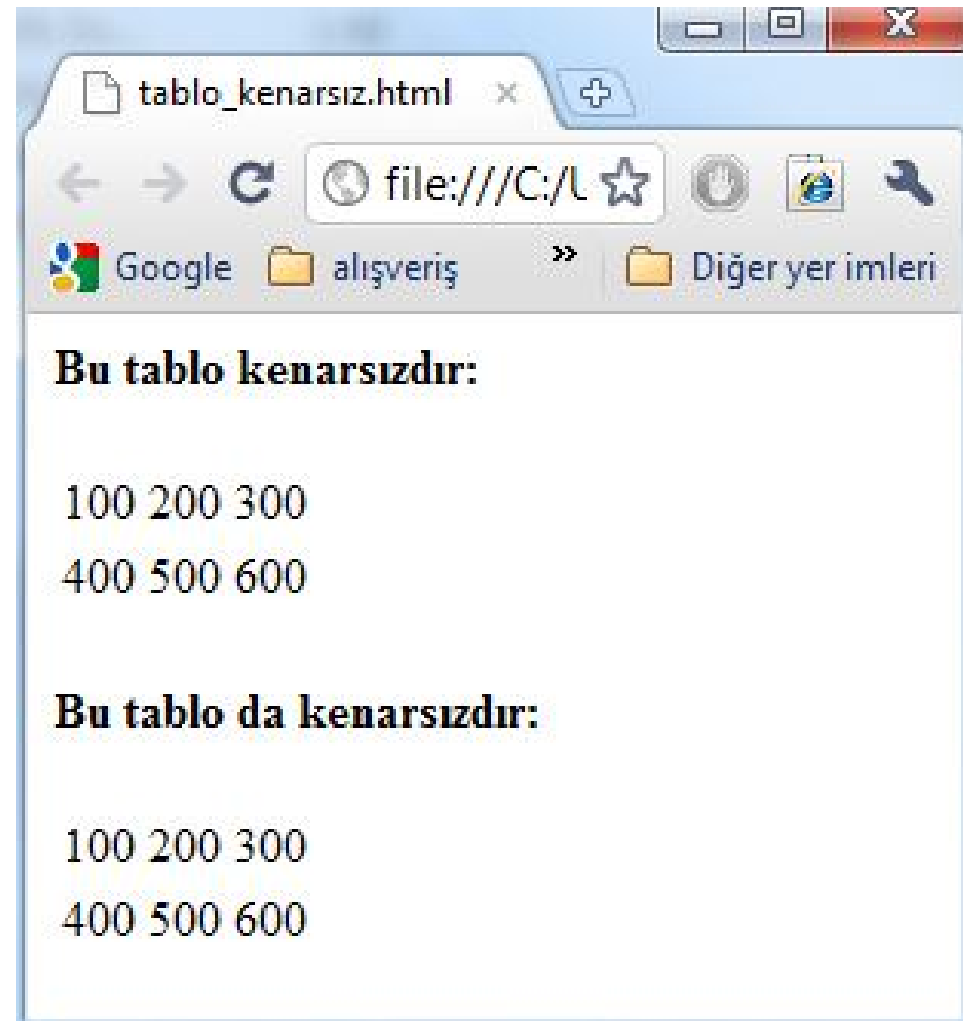 tablo_kenarsız.html
file:///C:/U
Google alışveriş » Diğer yer imleri
Bu tablo kenarsızdır:
100 200 300
400 500 600
Bu tablo da kenarsızdır:
100 200 300
400 500 600